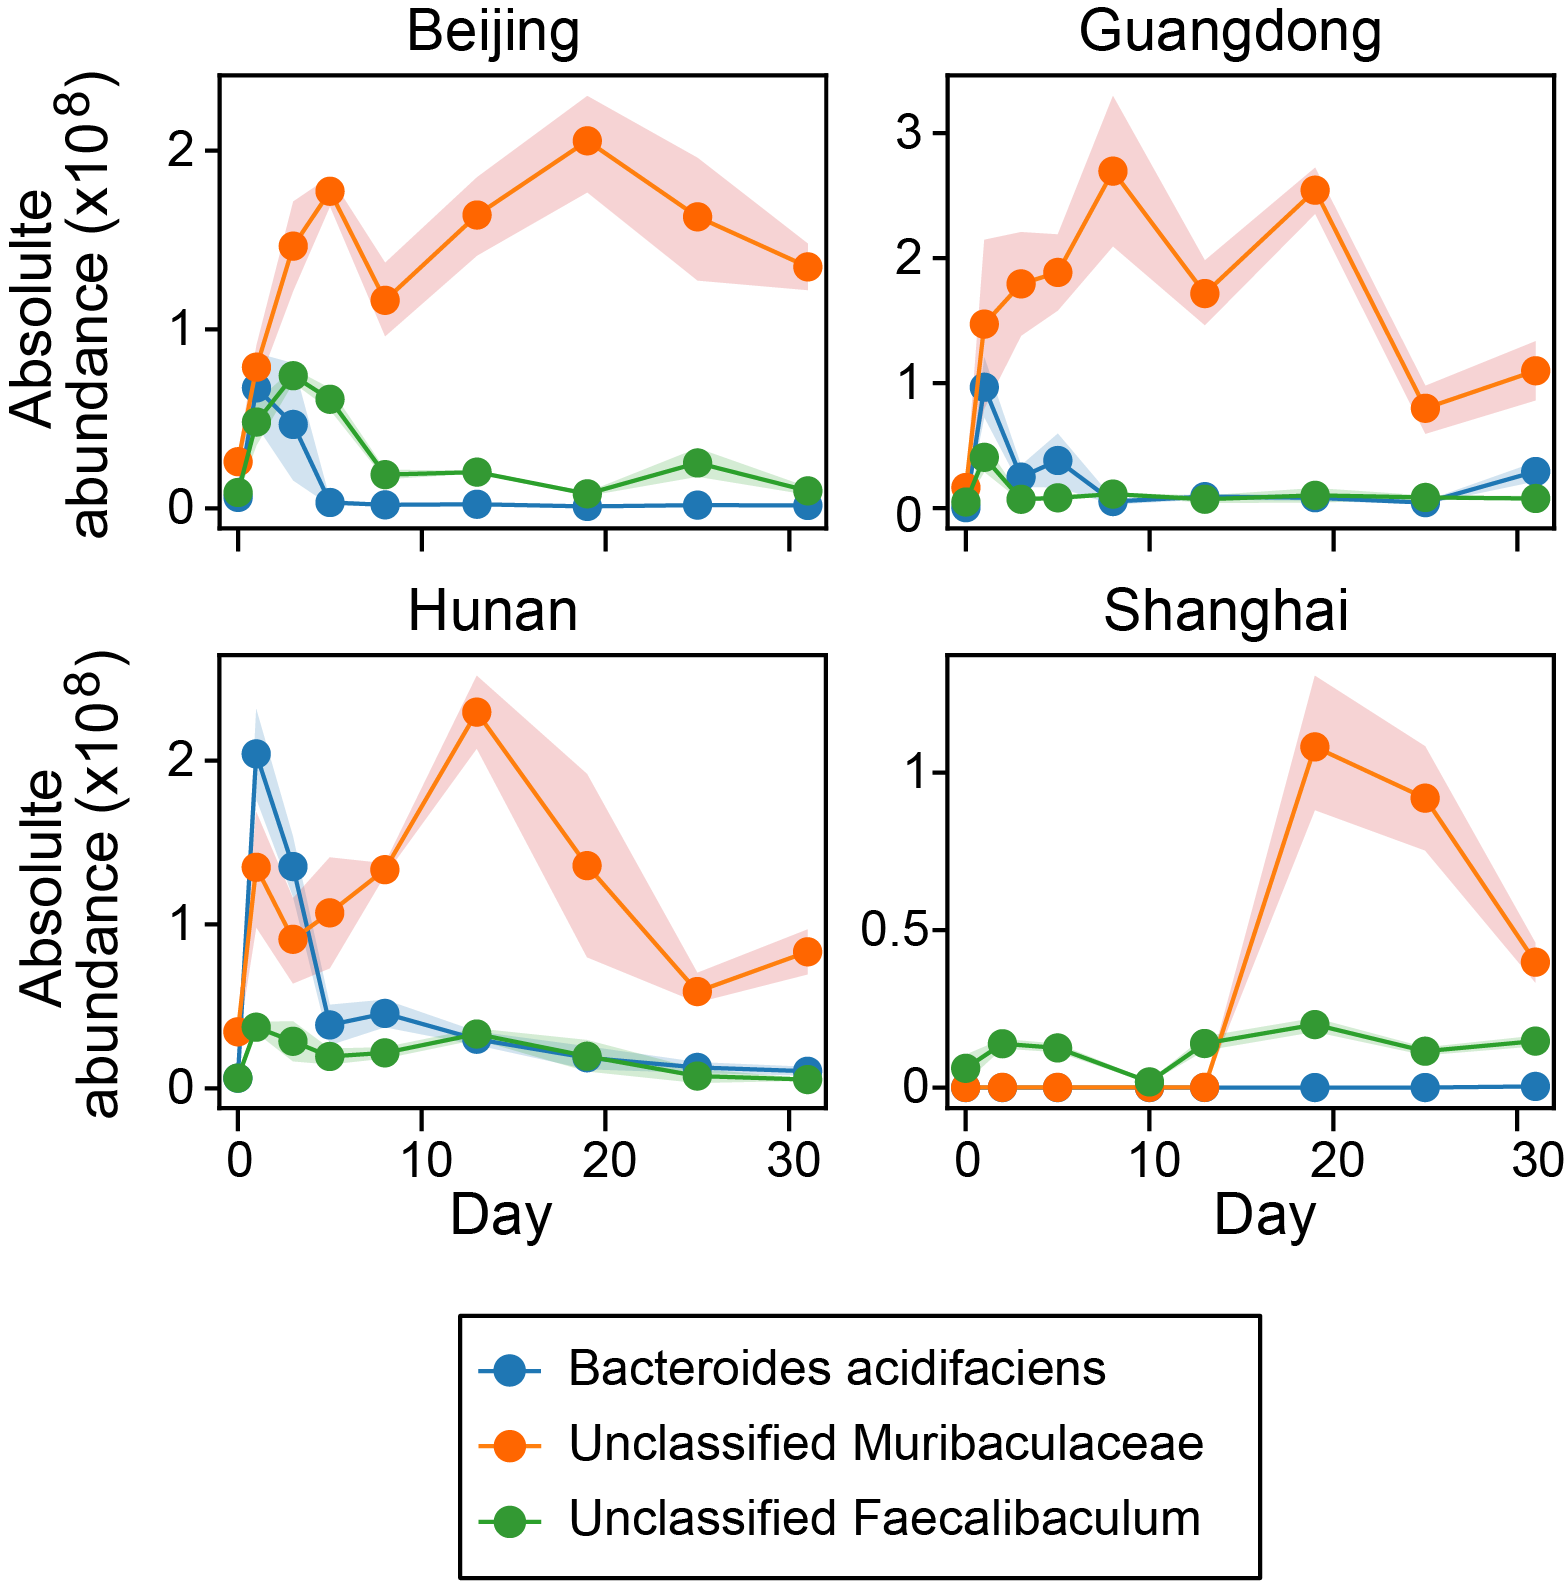 Beijing
Guangdong
Absolulte
abundance (x10⁸)
2
1
0
3
2
1
0
Hunan
Shanghai
Absolulte
abundance (x10⁸)
2
1
0
1
0.5
0
0 10 20 30
0 10 20 30
Day
Day
Bacteroides acidifaciens
Unclassified Muribaculaceae
Unclassified Faecalibaculum